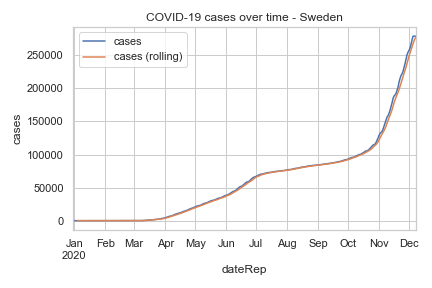 COVID-19 cases over time - Sweden
cases
cases (rolling)
250000
200000
150000
100000
50000
0
cases
Jan Feb Mar Apr May Jun Jul Aug Sep Oct Nov Dec
2020
dateRep